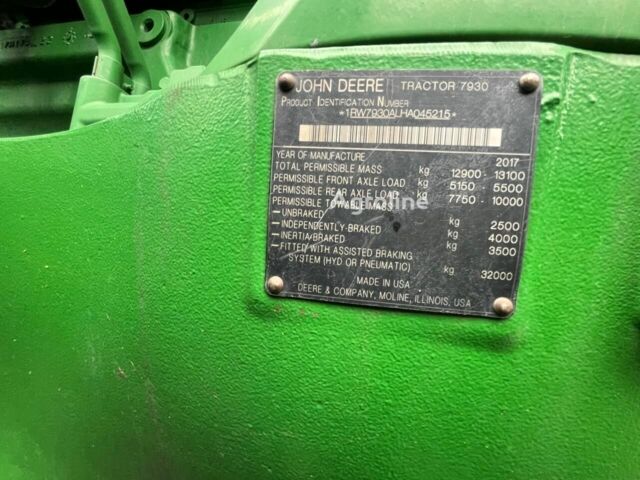 JOHN DEERE TRACTOR 7930
PRODUCT IDENTIFICATION NUMBER
*1RW7930ALHA045215*
YEAR OF MANUFACTURE 2017
TOTAL PERMISSIBLE MASS kg 12900 - 13100
PERMISSIBLE FRONT AXLE LOAD kg 5150 - 5500
PERMISSIBLE REAR AXLE LOAD kg 7750 - 10000
PERMISSIBLE TOWABLE MASS
Agroline
-UNBRAKED kg 2500
-INDEPENDENTLY-BRAKED kg 4000
-INERTIA/BRAKED kg 3500
-FITTED WITH ASSISTED BRAKING
SYSTEM (HYD OR PNEUMATIC) kg 32000
MADE IN USA
DEERE & COMPANY, MOLINE, ILLINOIS, USA